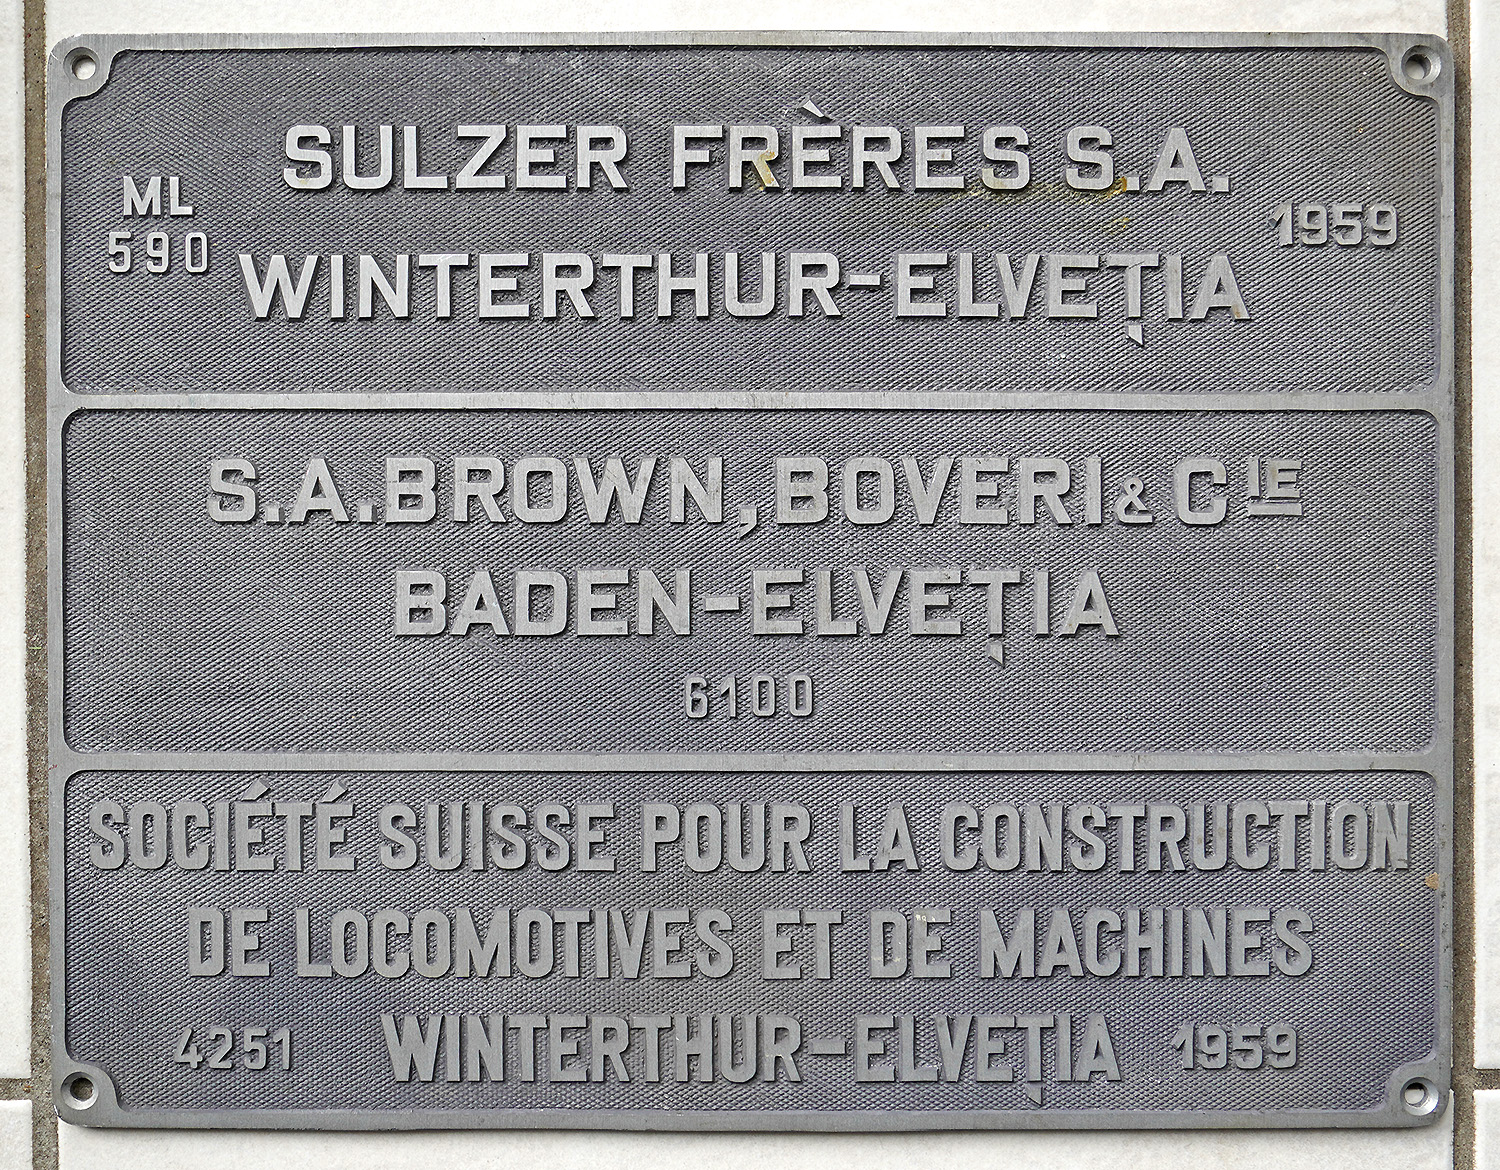 SULZER FRÈRES S.A.
ML
590
1959
WINTERTHUR-ELVEȚIA
S.A. BROWN, BOVERI & CIE
BADEN-ELVEȚIA
6100
SOCIÉTÉ SUISSE POUR LA CONSTRUCTION
DE LOCOMOTIVES ET DE MACHINES
4251 WINTERTHUR-ELVEȚIA 1959